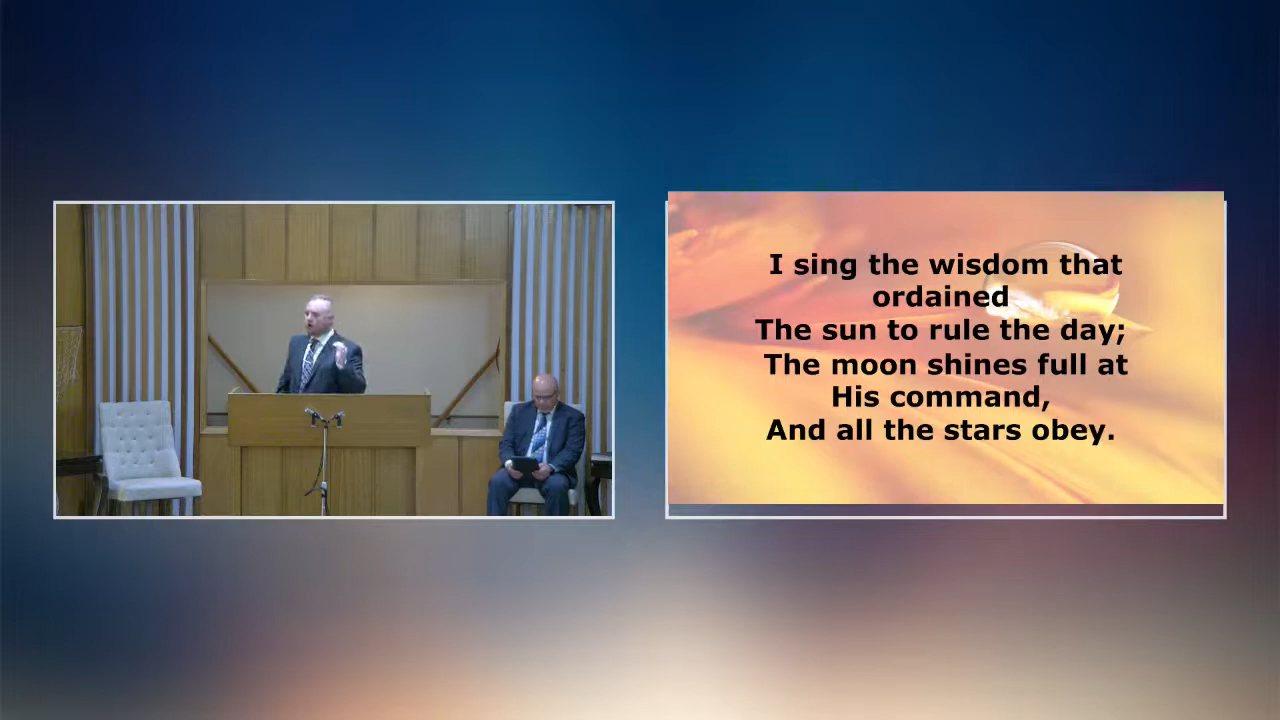 I sing the wisdom that
ordained
The sun to rule the day;
The moon shines full at
His command,
And all the stars obey.